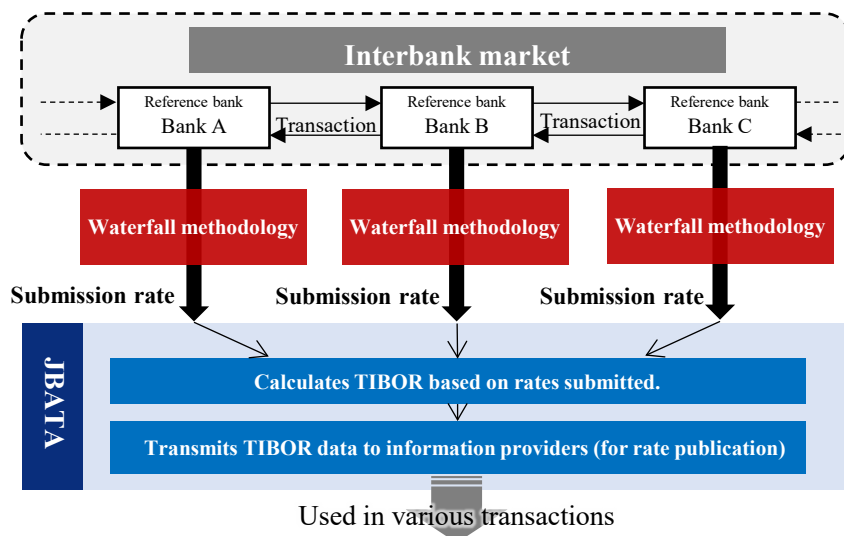 Interbank market
Reference bank
Bank A
Transaction
Reference bank
Bank B
Transaction
Reference bank
Bank C
Waterfall methodology
Waterfall methodology
Waterfall methodology
Submission rate
Submission rate
Submission rate
JBATA
Calculates TIBOR based on rates submitted.
Transmits TIBOR data to information providers (for rate publication)
Used in various transactions